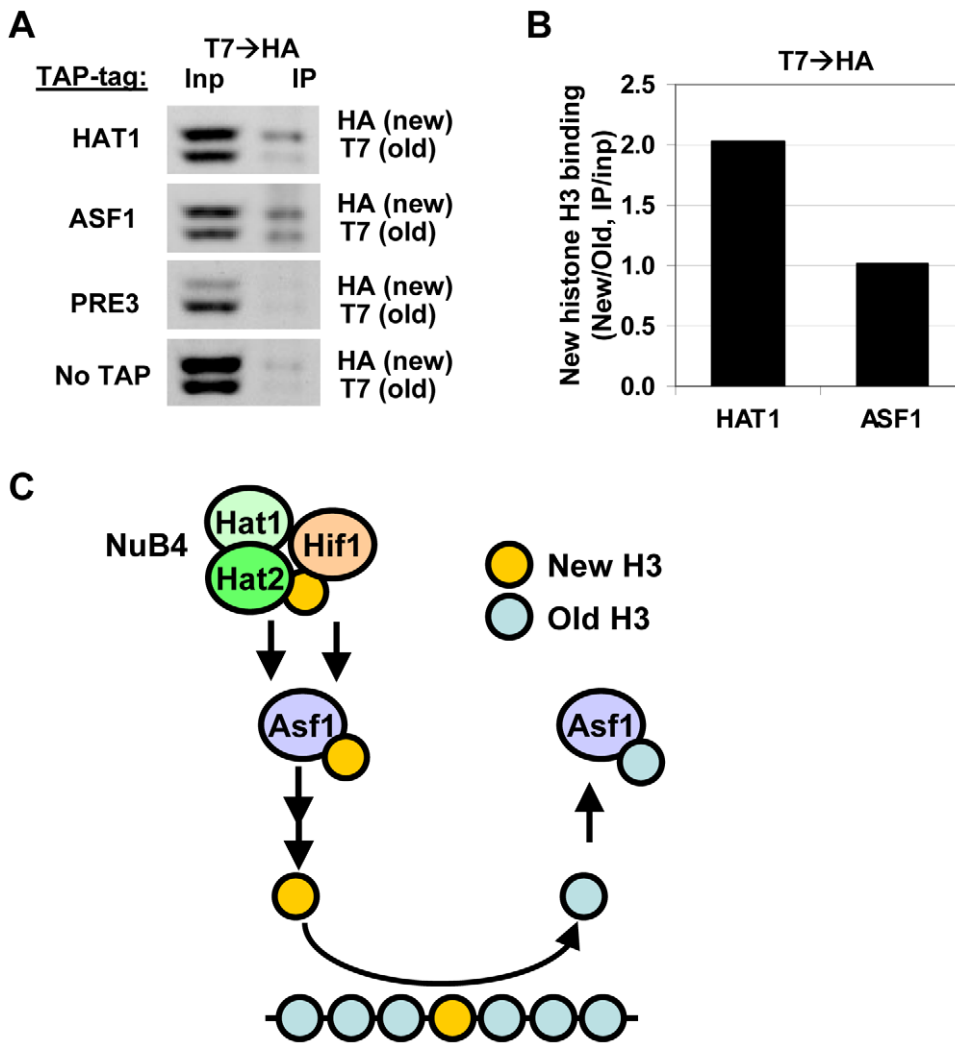 A
T7→HA
TAP-tag:
Inp
IP
HAT1
HA (new)
T7 (old)
ASF1
HA (new)
T7 (old)
PRE3
HA (new)
T7 (old)
No TAP
HA (new)
T7 (old)
B
T7→HA
New histone H3 binding
(New/Old, IP/inp)
2.5
2.0
1.5
1.0
0.5
0.0
HAT1
ASF1
C
NuB4
Hat1
Hif1
Hat2
New H3
Old H3
Asf1
Asf1